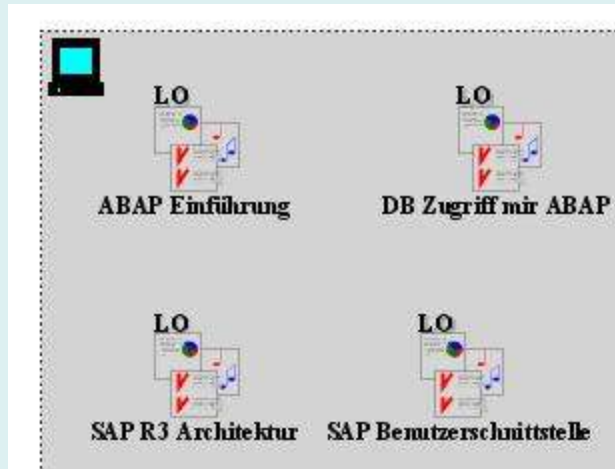 LO LO
ABAP Einführung DB Zugriff mir ABAP
LO LO
SAP R3 Architektur SAP Benutzerschnittstelle